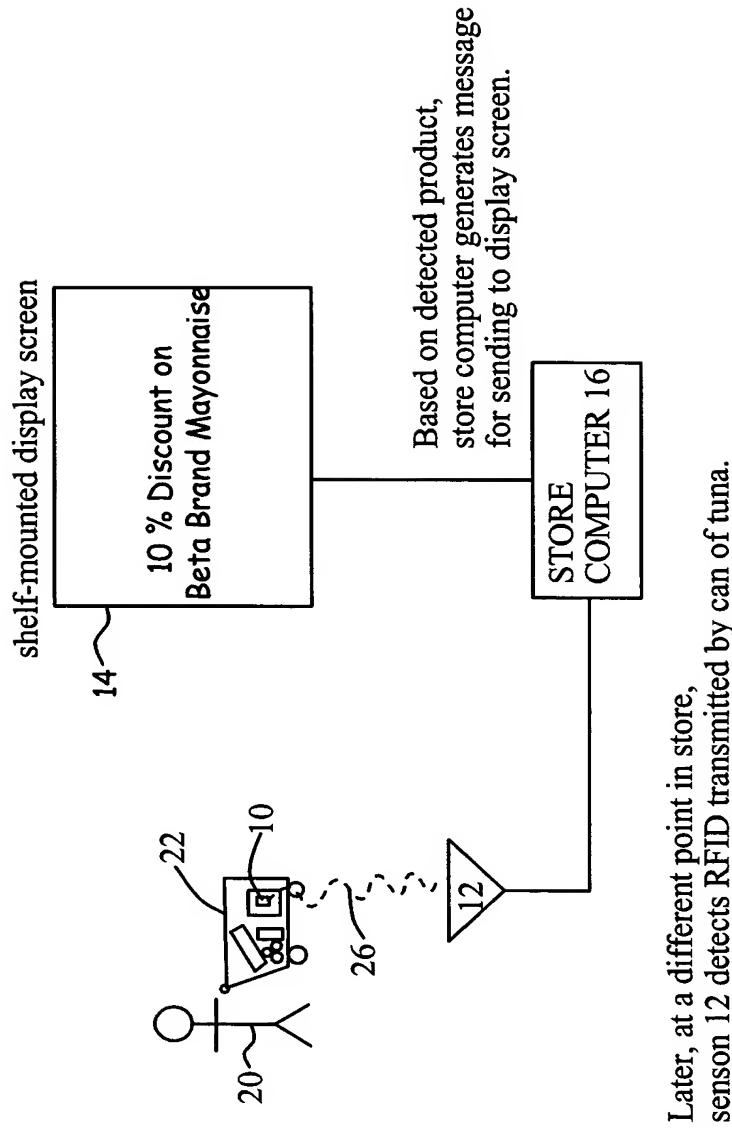 shelf-mounted display screen
14
10 % Discount on
Beta Brand Mayonnaise
Based on detected product,
store computer generates message
for sending to display screen.
22
10
20
26
12
STORE
COMPUTER 16
Later, at a different point in store,
senson 12 detects RFID transmitted by can of tuna.